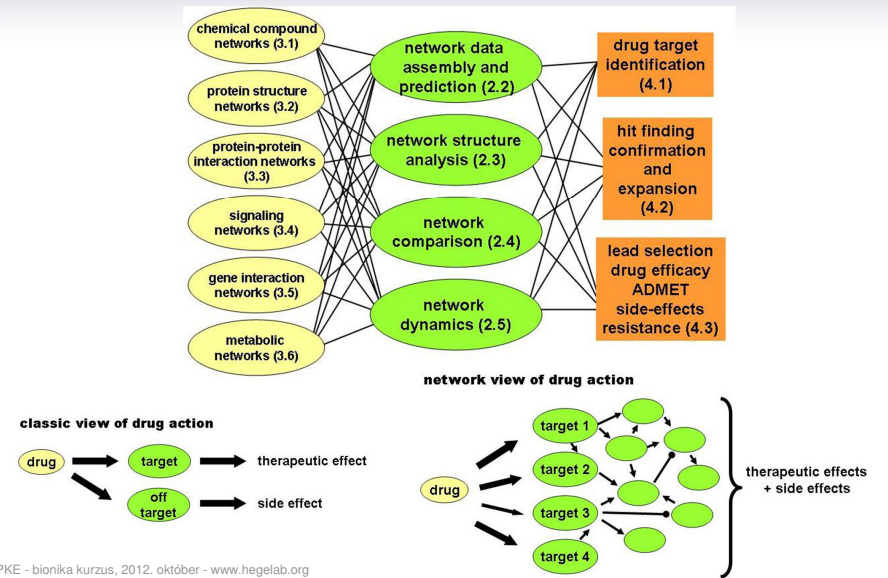 chemical compound
networks (3.1)
protein structure
networks (3.2)
protein-protein
interaction networks
(3.3)
signaling
networks (3.4)
gene interaction
networks (3.5)
metabolic
networks (3.6)
network data
assembly and
prediction (2.2)
network structure
analysis (2.3)
network
comparison (2.4)
network
dynamics (2.5)
drug target
identification
(4.1)
hit finding
confirmation
and
expansion
(4.2)
lead selection
drug efficacy
ADMET
side-effects
resistance (4.3)
classic view of drug action
drug
target
therapeutic effect
off
target
side effect
network view of drug action
drug
target 1
target 2
target 3
target 4
therapeutic effects
+ side effects
PKE - bionika kurzus, 2012. október - www.hegelab.org